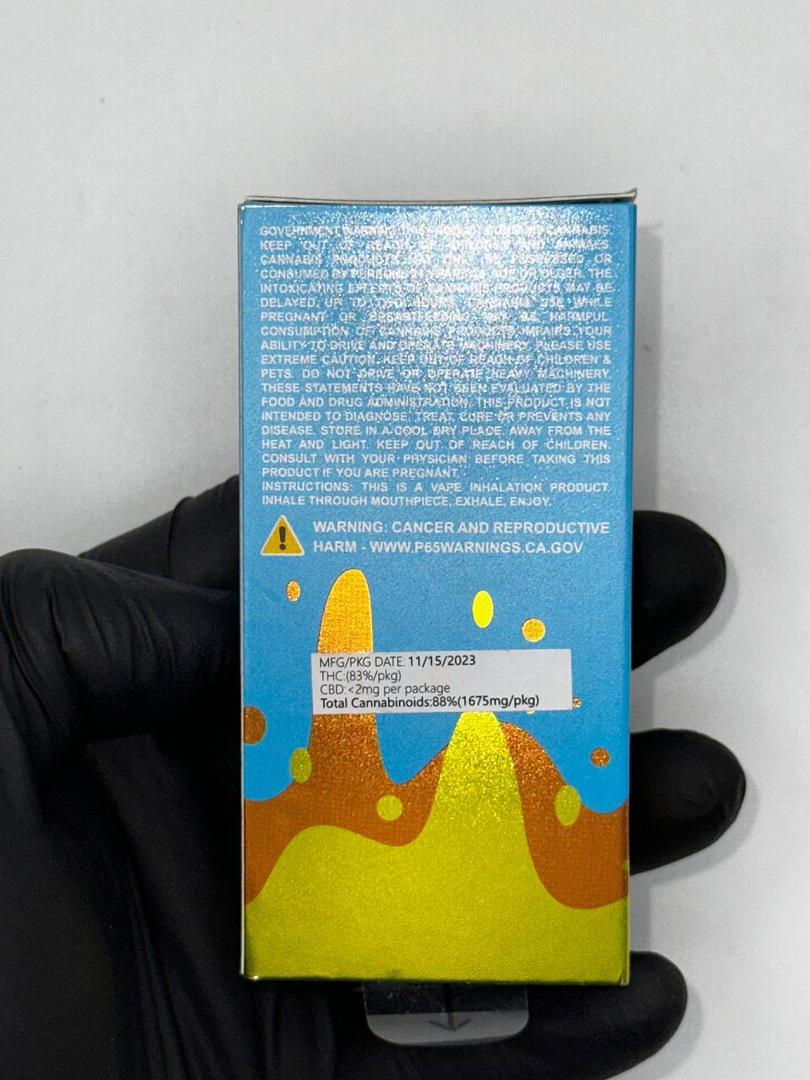 GOVERNMENT WARNING: THIS PRODUCT CONTAINS CANNABIS.
KEEP OUT OF REACH OF CHILDREN AND ANIMALS.
CANNABIS PRODUCTS MAY ONLY BE POSSESSED OR
CONSUMED BY PERSONS 21 YEARS OF AGE OR OLDER. THE
INTOXICATING EFFECTS OF CANNABIS PRODUCTS MAY BE
DELAYED UP TO TWO HOURS. CANNABIS USE WHILE
PREGNANT OR BREASTFEEDING MAY BE HARMFUL.
CONSUMPTION OF CANNABIS PRODUCTS IMPAIRS YOUR
ABILITY TO DRIVE AND OPERATE MACHINERY. PLEASE USE
EXTREME CAUTION. KEEP OUT OF REACH OF CHILDREN &
PETS. DO NOT DRIVE OR OPERATE HEAVY MACHINERY.
THESE STATEMENTS HAVE NOT BEEN EVALUATED BY THE
FOOD AND DRUG ADMINISTRATION. THIS PRODUCT IS NOT
INTENDED TO DIAGNOSE, TREAT, CURE OR PREVENTS ANY
DISEASE. STORE IN A COOL DRY PLACE. AWAY FROM THE
HEAT AND LIGHT. KEEP OUT OF REACH OF CHILDREN.
CONSULT WITH YOUR PHYSICIAN BEFORE TAKING THIS
PRODUCT IF YOU ARE PREGNANT.
INSTRUCTIONS: THIS IS A VAPE INHALATION PRODUCT.
INHALE THROUGH MOUTHPIECE, EXHALE, ENJOY.
WARNING: CANCER AND REPRODUCTIVE
HARM - WWW.P65WARNINGS.CA.GOV
MFG/PKG DATE: 11/15/2023
THC:(83%/pkg)
CBD:<2mg per package
Total Cannabinoids:88%(1675mg/pkg)